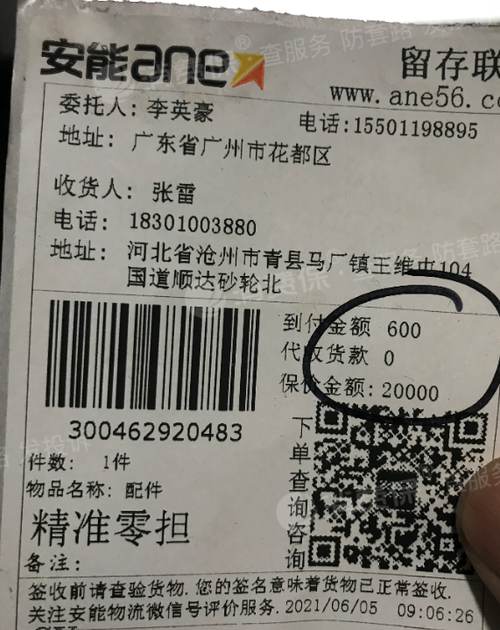 安能ane®
留存联
www.ane56.c
委托人: 李英豪
电话:15501198895
地址: 广东省广州市花都区
收货人: 张雷
电话: 18301003880
地址: 河北省沧州市青县马厂镇王维屯104
国道顺达砂轮北
到付金额 600
代收货款 0
保价金额:20000
300462920483
下单查询咨询
件数: 1件
物品名称: 配件
精准零担
备注:
签收前请查验货物.您的签名意味着货物已正常签收.
关注安能物流微信号评价服务.2021/06/05 09:06:26